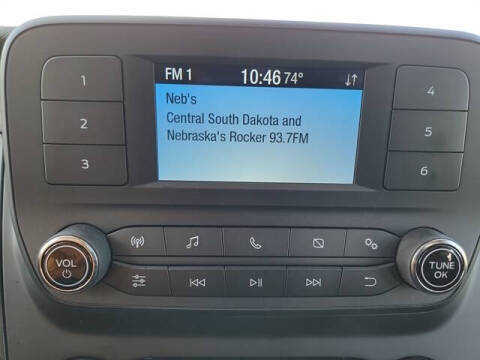 FM 1 10:46 74°
Neb's
Central South Dakota and
Nebraska's Rocker 93.7FM
1
2
3
4
5
6
VOL
TUNE
OK